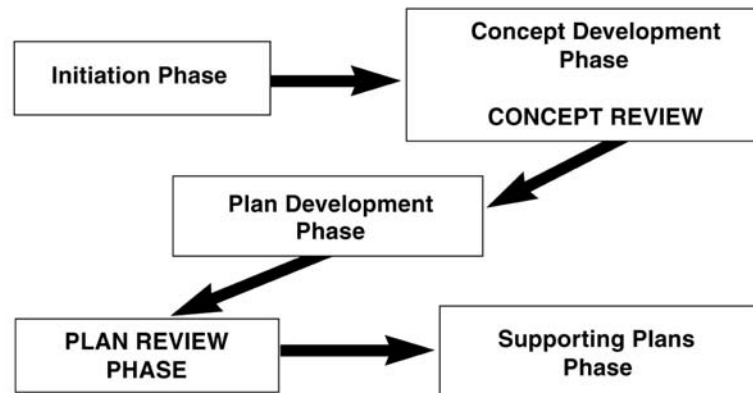 Initiation Phase
Concept Development
Phase
CONCEPT REVIEW
Plan Development
Phase
PLAN REVIEW
PHASE
Supporting Plans
Phase